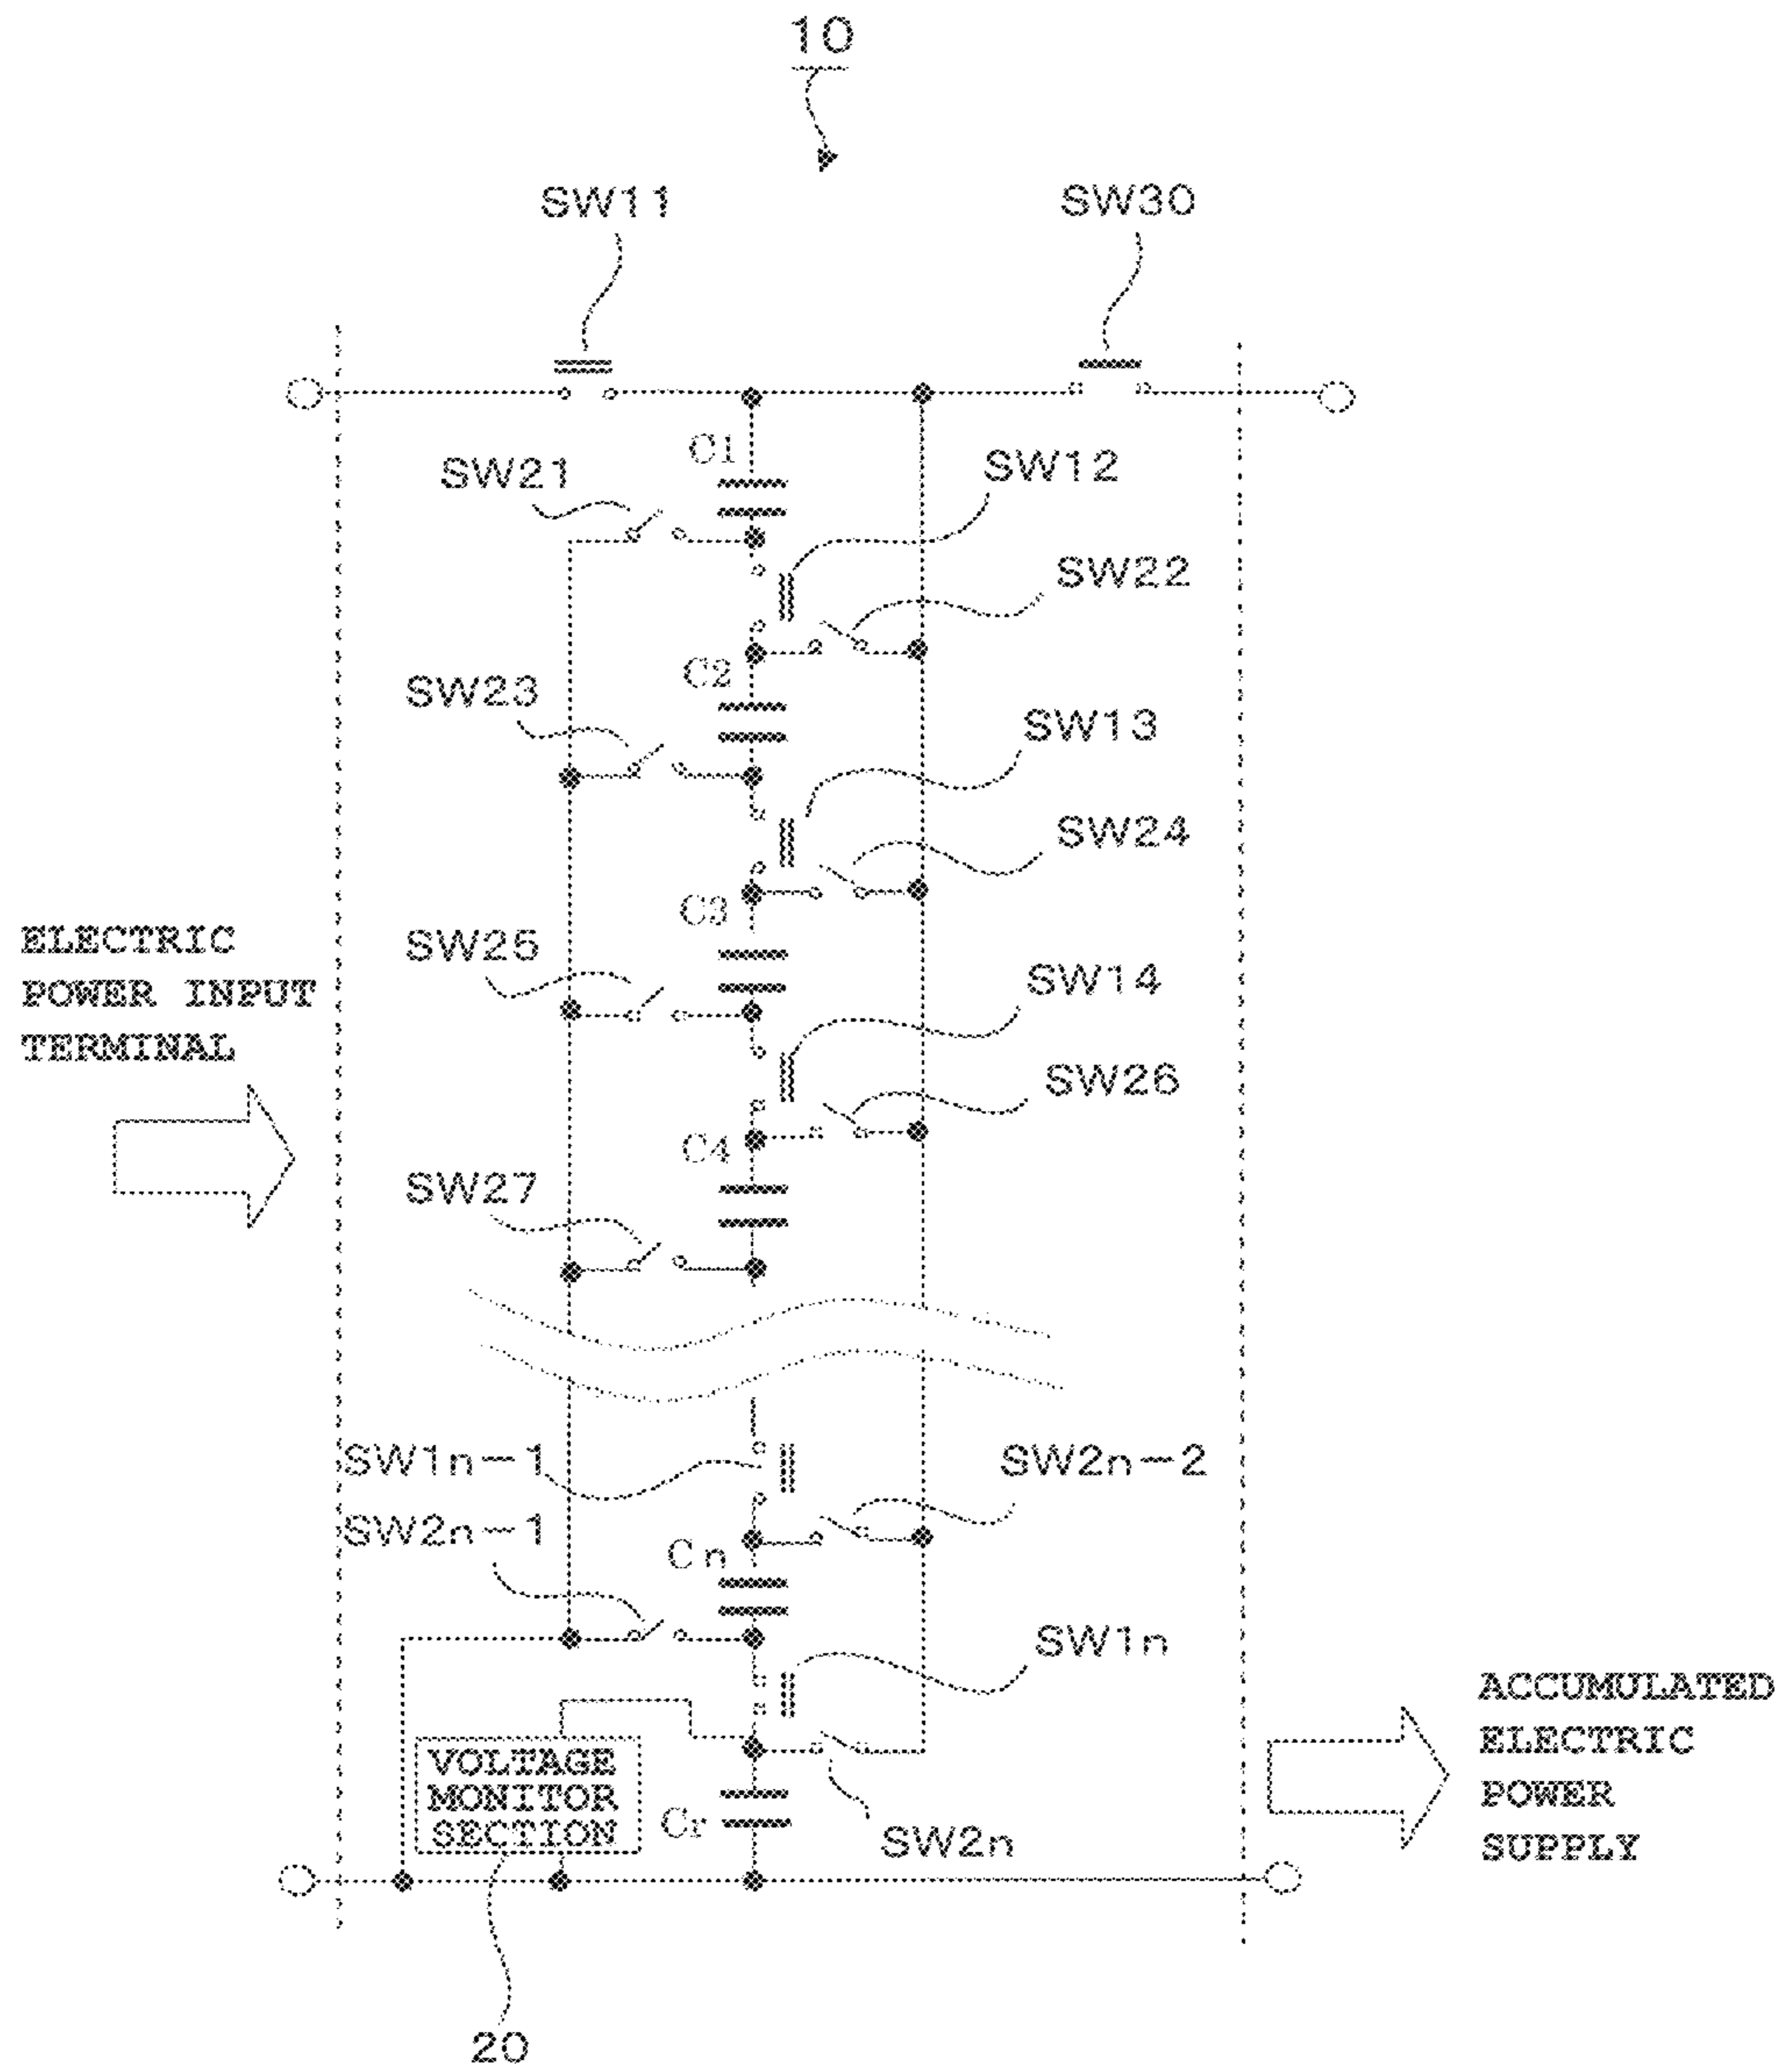 10
SW11
SW30
C1
SW21
SW12
SW22
C2
SW23
SW13
SW24
C3
SW25
SW14
SW26
C4
SW27
ELECTRIC
POWER INPUT
TERMINAL
SW1n-1
SW2n-2
SW2n-1
Cn
SW1n
VOLTAGE
MONITOR
SECTION
Cr
SW2n
ACCUMULATED
ELECTRIC
POWER
SUPPLY
20